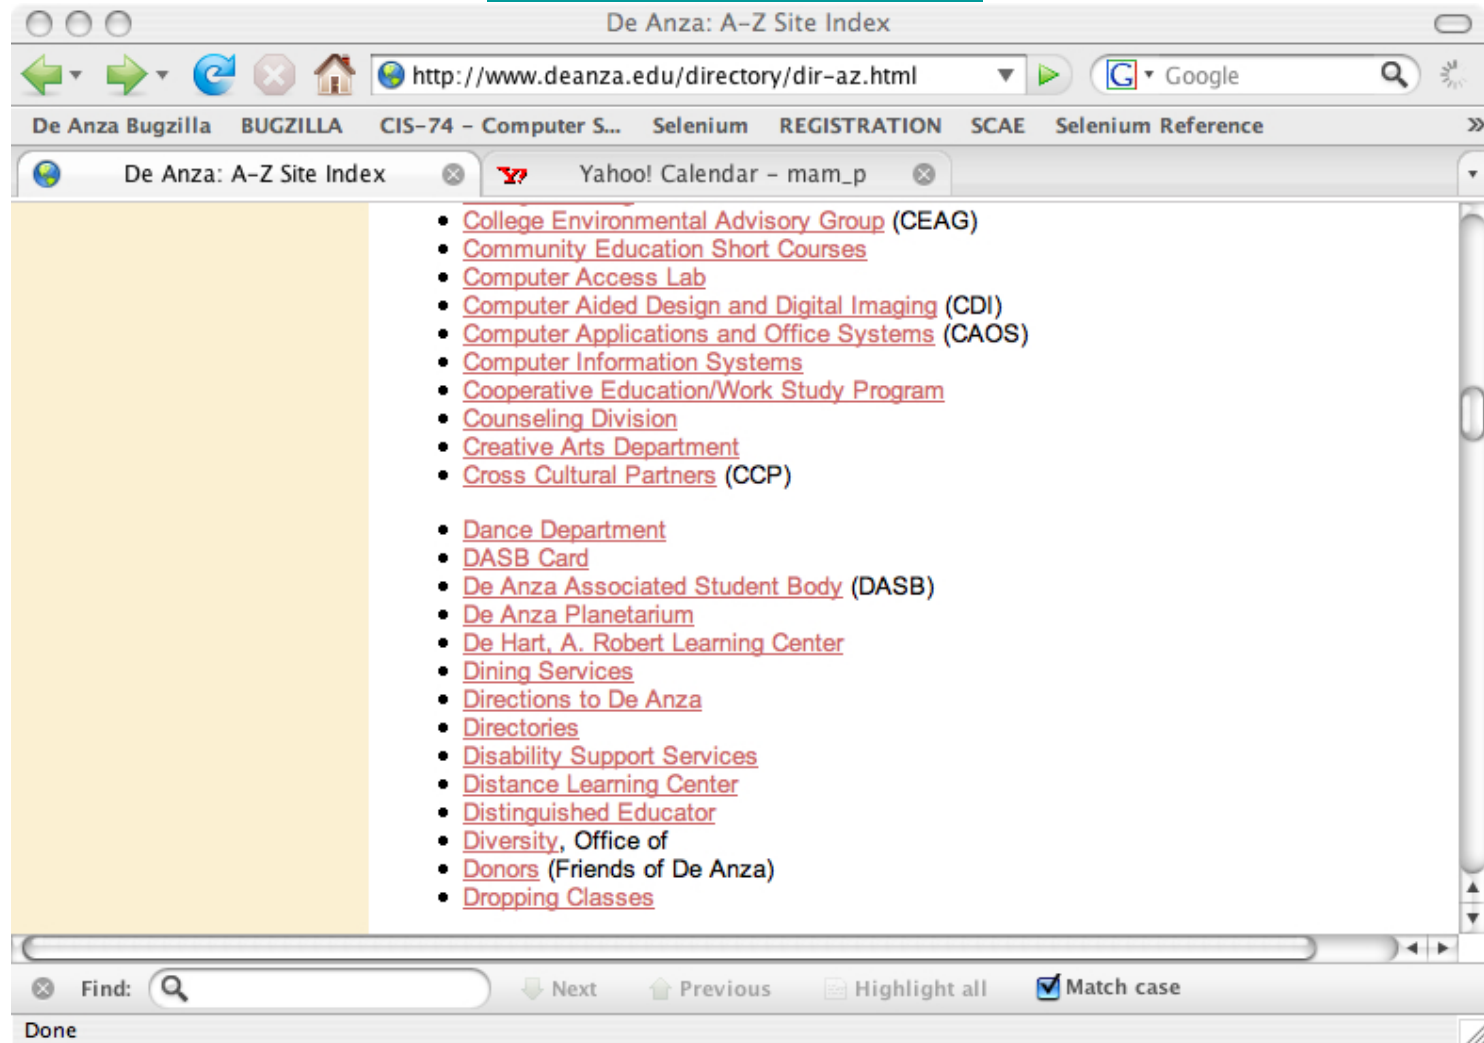 De Anza: A-Z Site Index
http://www.deanza.edu/directory/dir-az.html
G Google
De Anza Bugzilla BUGZILLA CIS-74 - Computer S... Selenium REGISTRATION SCAE Selenium Reference »
De Anza: A-Z Site Index Y! Yahoo! Calendar - mam_p
• College Environmental Advisory Group (CEAG)
• Community Education Short Courses
• Computer Access Lab
• Computer Aided Design and Digital Imaging (CDI)
• Computer Applications and Office Systems (CAOS)
• Computer Information Systems
• Cooperative Education/Work Study Program
• Counseling Division
• Creative Arts Department
• Cross Cultural Partners (CCP)
• Dance Department
• DASB Card
• De Anza Associated Student Body (DASB)
• De Anza Planetarium
• De Hart, A. Robert Learning Center
• Dining Services
• Directions to De Anza
• Directories
• Disability Support Services
• Distance Learning Center
• Distinguished Educator
• Diversity, Office of
• Donors (Friends of De Anza)
• Dropping Classes
Find: Next Previous Highlight all Match case
Done